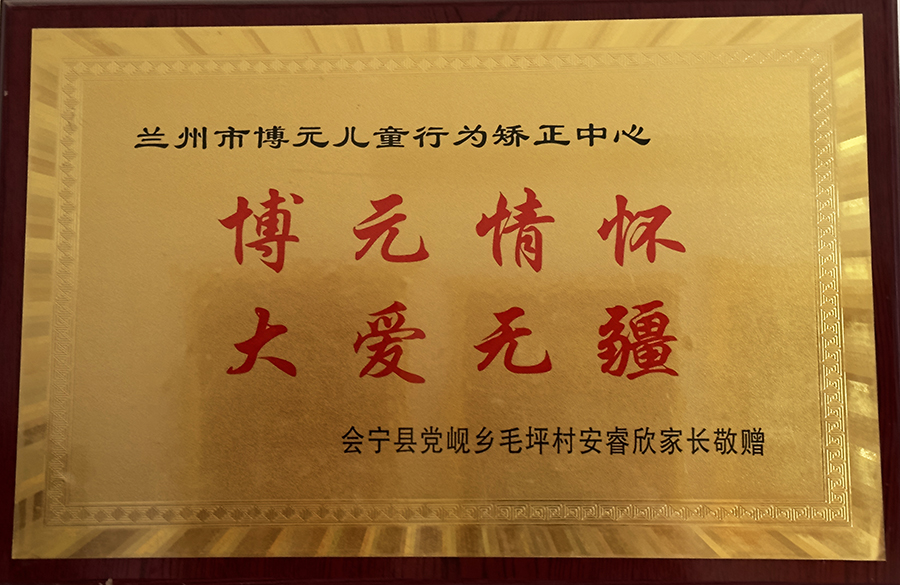 兰州市博元儿童行为矫正中心
博元情怀
大爱无疆
会宁县党岘乡毛坪村安睿欣家长敬赠